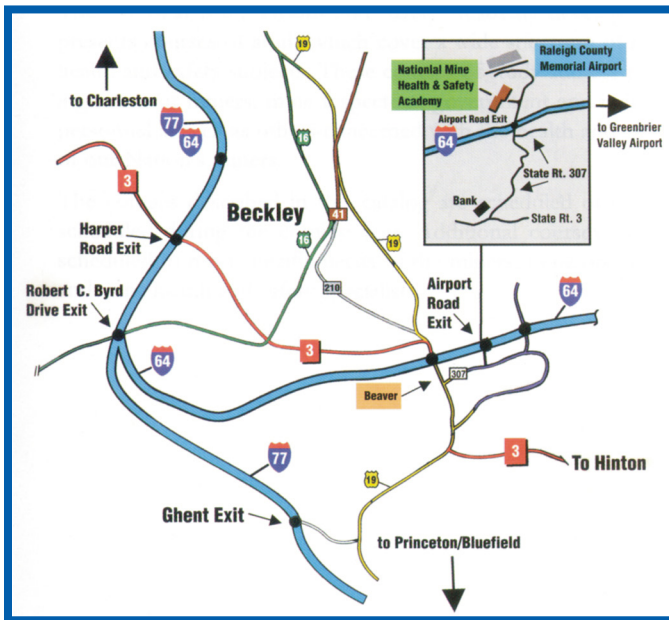 19
Raleigh County
Memorial Airport
Nationlal Mine
Health & Safety
Academy
to Charleston
77
64
Airport Road Exit
to Greenbrier
Valley Airport
64
16
State Rt. 307
3
Bank
State Rt. 3
Beckley
41
Harper
Road Exit
16
19
210
Airport
Road
Exit
64
Robert C. Byrd
Drive Exit
64
3
307
Beaver
3
To Hinton
77
19
Ghent Exit
to Princeton/Bluefield